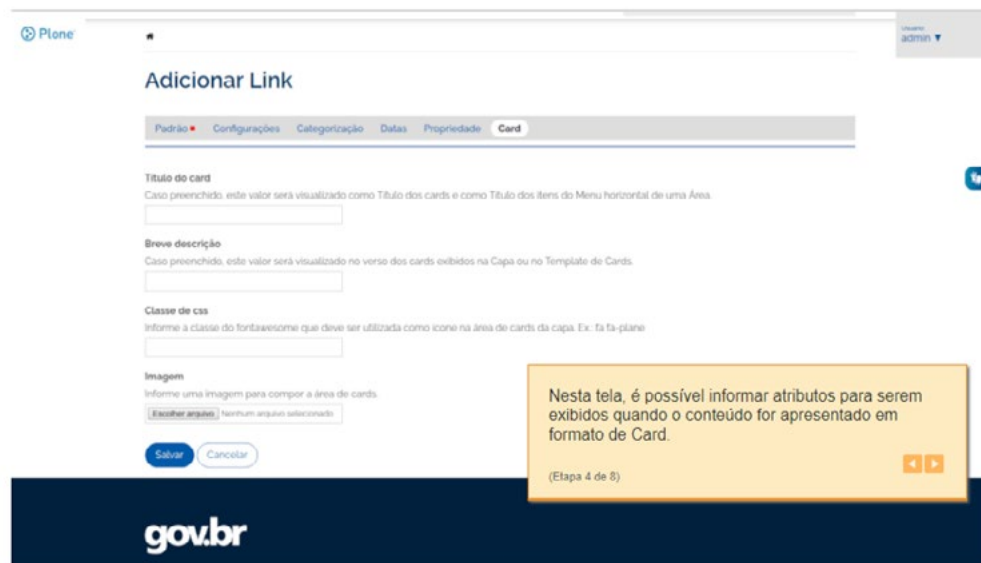 Plone
Usuario
admin ▼
Adicionar Link
Padrão Configurações Categorização Datas Propriedade Card
Título do card
Caso preenchido, este valor será visualizado como Título dos cards e como Título dos itens do Menu horizontal de uma Área.
Breve descrição
Caso preenchido, este valor será visualizado no verso dos cards exibidos na Capa ou no Template de Cards.
Classe de css
Informe a classe do fontawesome que deve ser utilizada como icone na área de cards da capa. Ex.: fa fa-plane
Imagem
Informe uma imagem para compor a área de cards.
Escolher arquivo Nenhum arquivo selecionado
Salvar Cancelar
Nesta tela, é possível informar atributos para serem
exibidos quando o conteúdo for apresentado em
formato de Card.
(Etapa 4 de 8)
gov.br